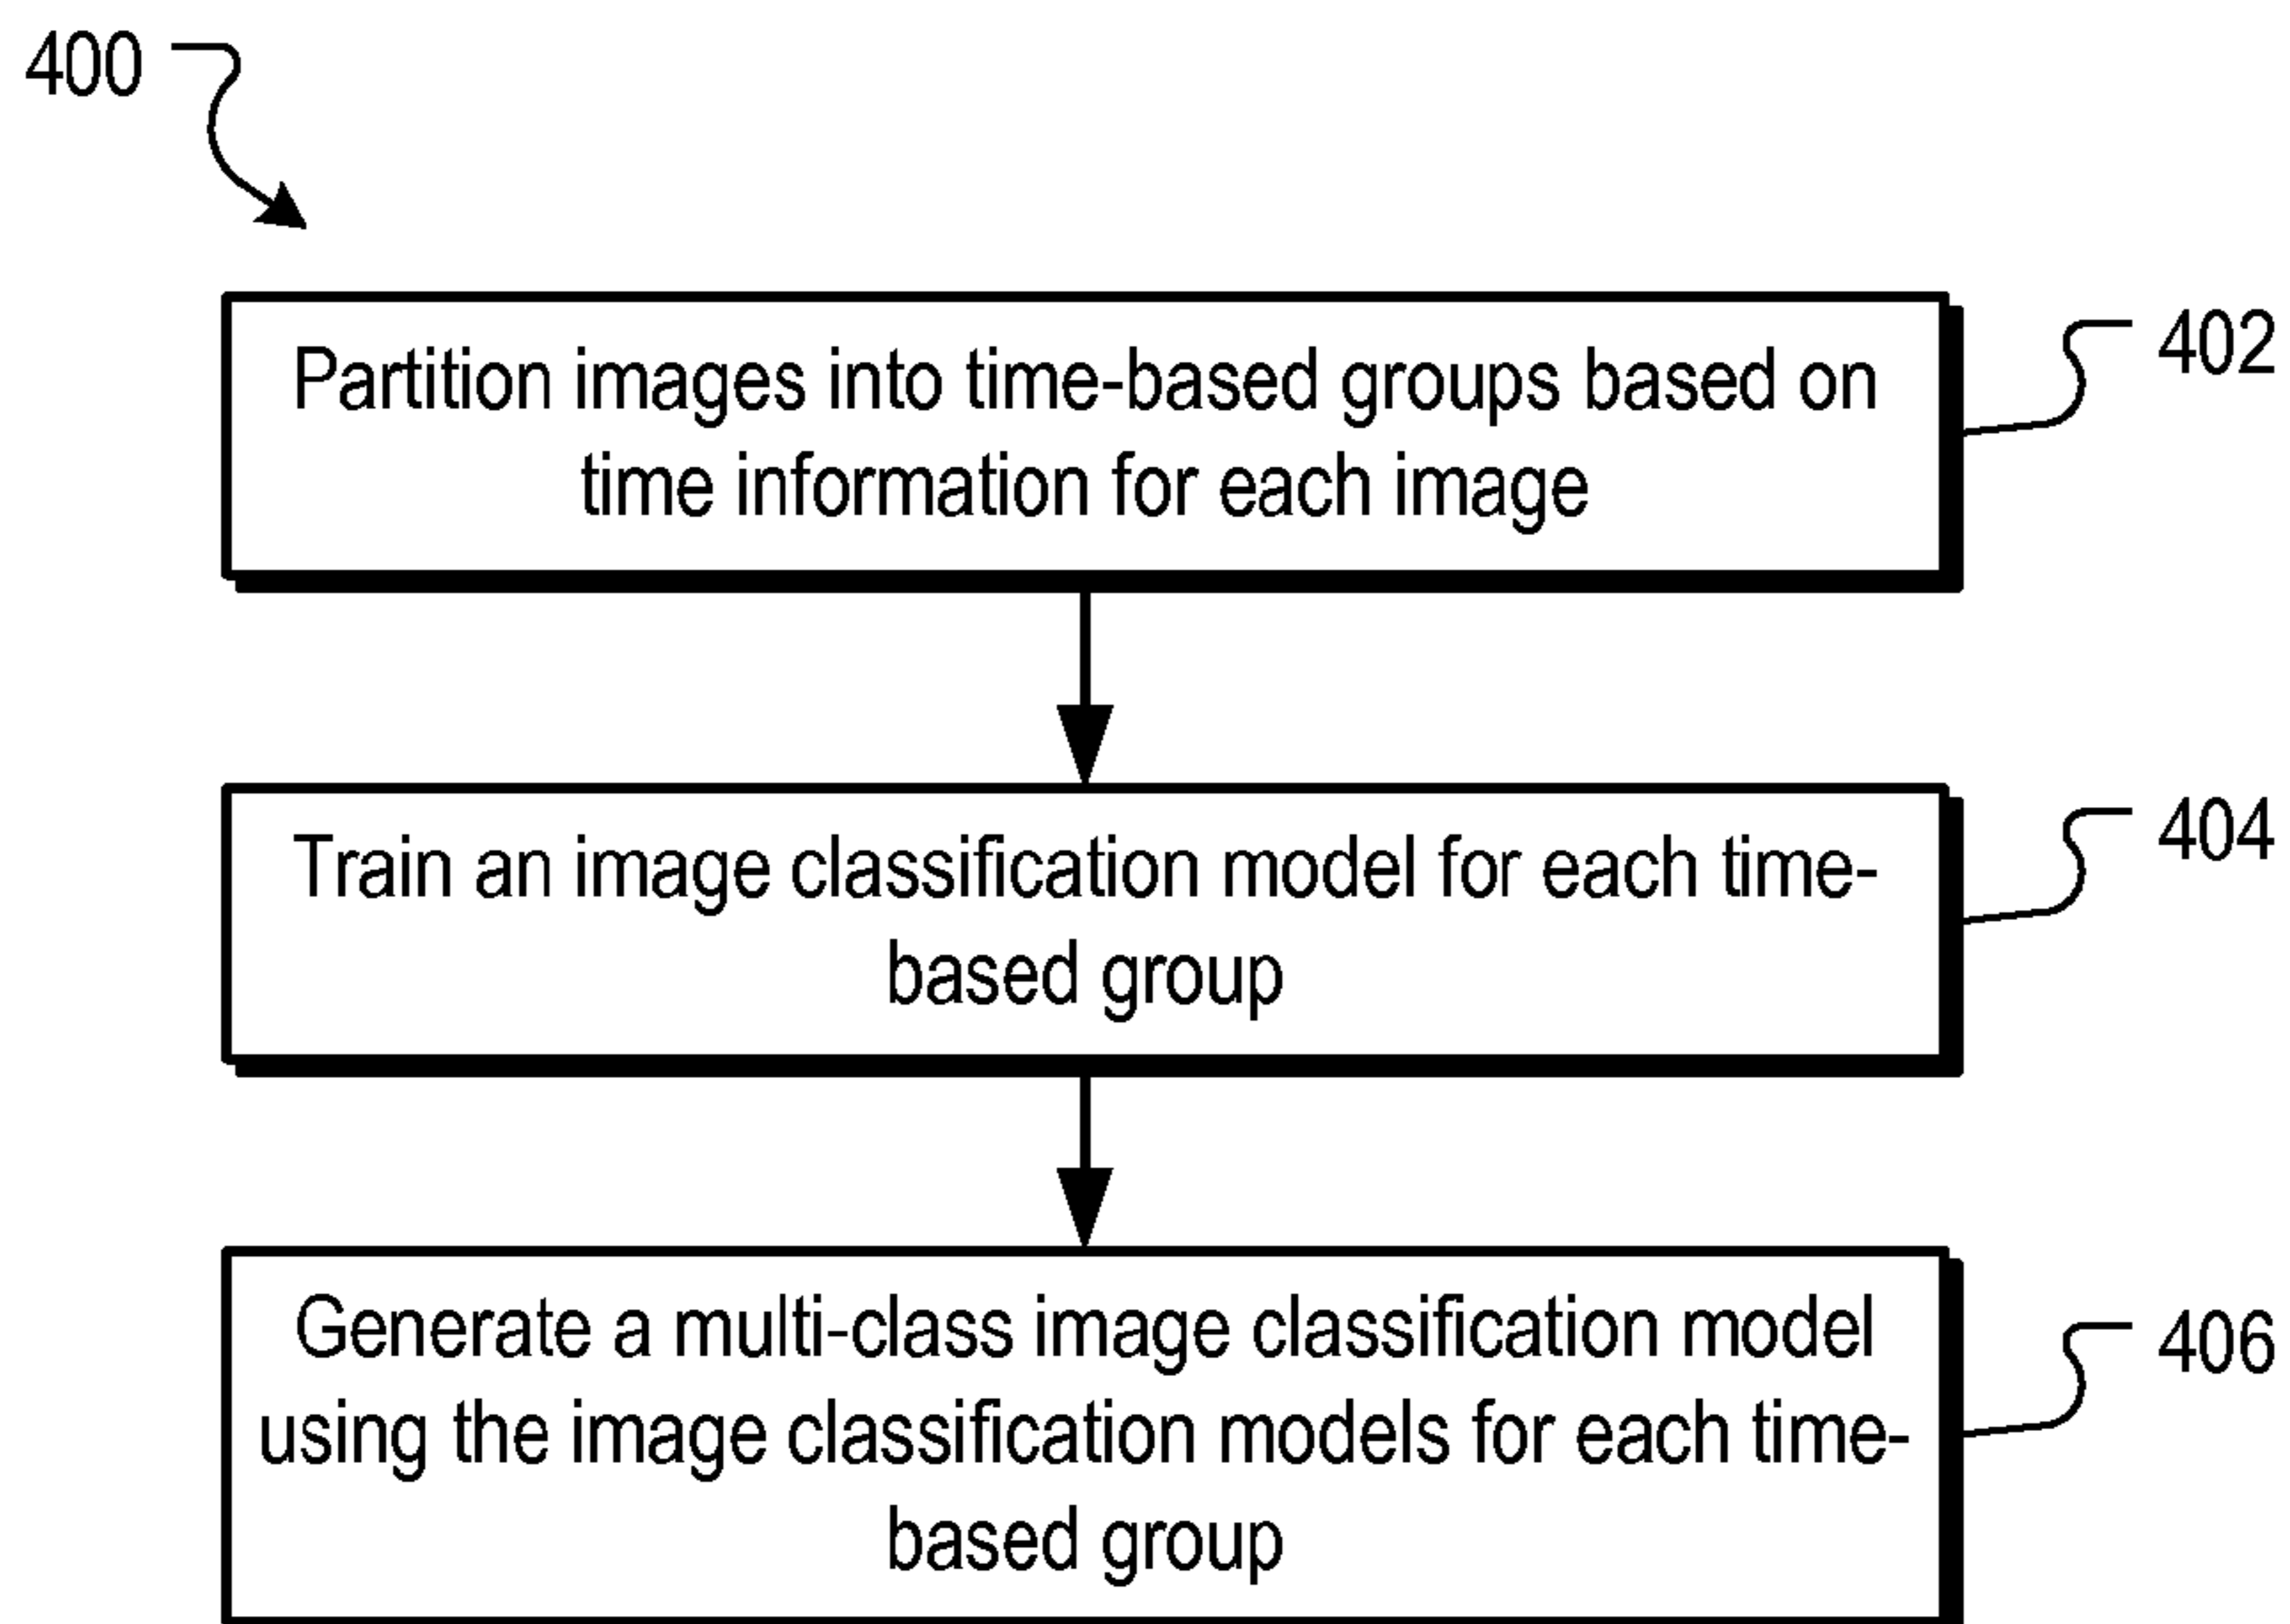 400
Partition images into time-based groups based on
time information for each image
402
Train an image classification model for each time-
based group
404
Generate a multi-class image classification model
using the image classification models for each time-
based group
406